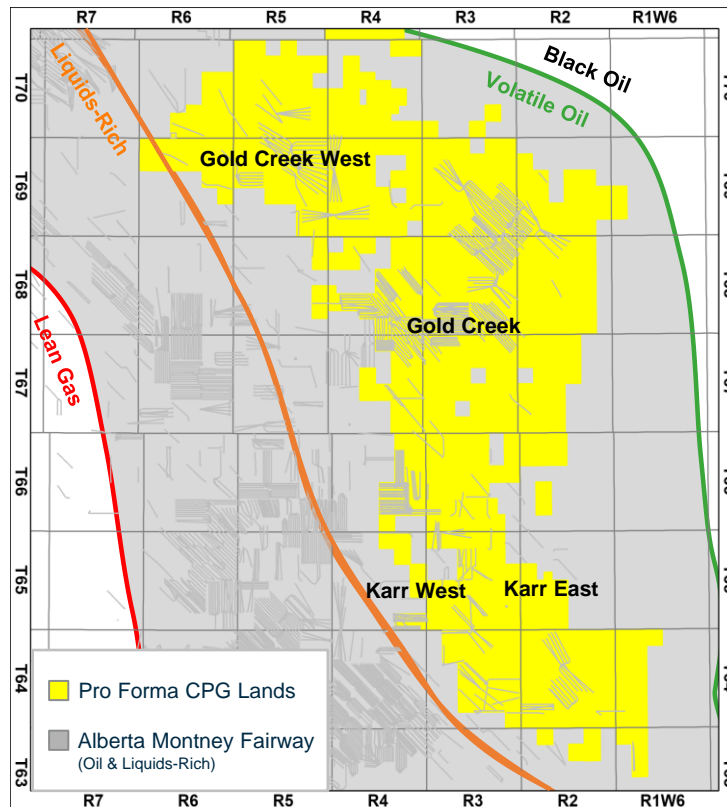 R7 R6 R5 R4 R3 R2 R1W6
Black Oil
Volatile Oil
Liquids-Rich
T70
Gold Creek West
T69
T68
Gold Creek
Lean Gas
T67
T66
T65
Karr West
Karr East
T64
Pro Forma CPG Lands
Alberta Montney Fairway
(Oil & Liquids-Rich)
T63
R7 R6 R5 R4 R3 R2 R1W6